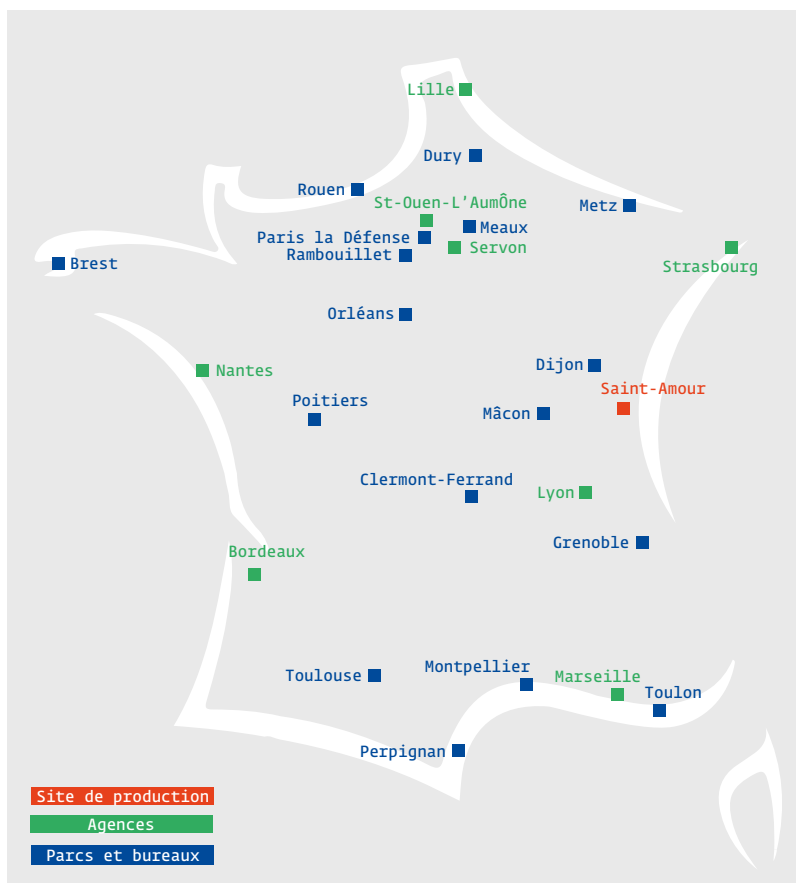 Lille
Dury
Rouen
St-Ouen-L'AumÔne
Metz
Meaux
Paris la Défense
Servon
Rambouillet
Brest
Strasbourg
Orléans
Dijon
Nantes
Saint-Amour
Poitiers
Mâcon
Clermont-Ferrand
Lyon
Grenoble
Bordeaux
Montpellier
Toulouse
Marseille
Toulon
Perpignan
Site de production
Agences
Parcs et bureaux